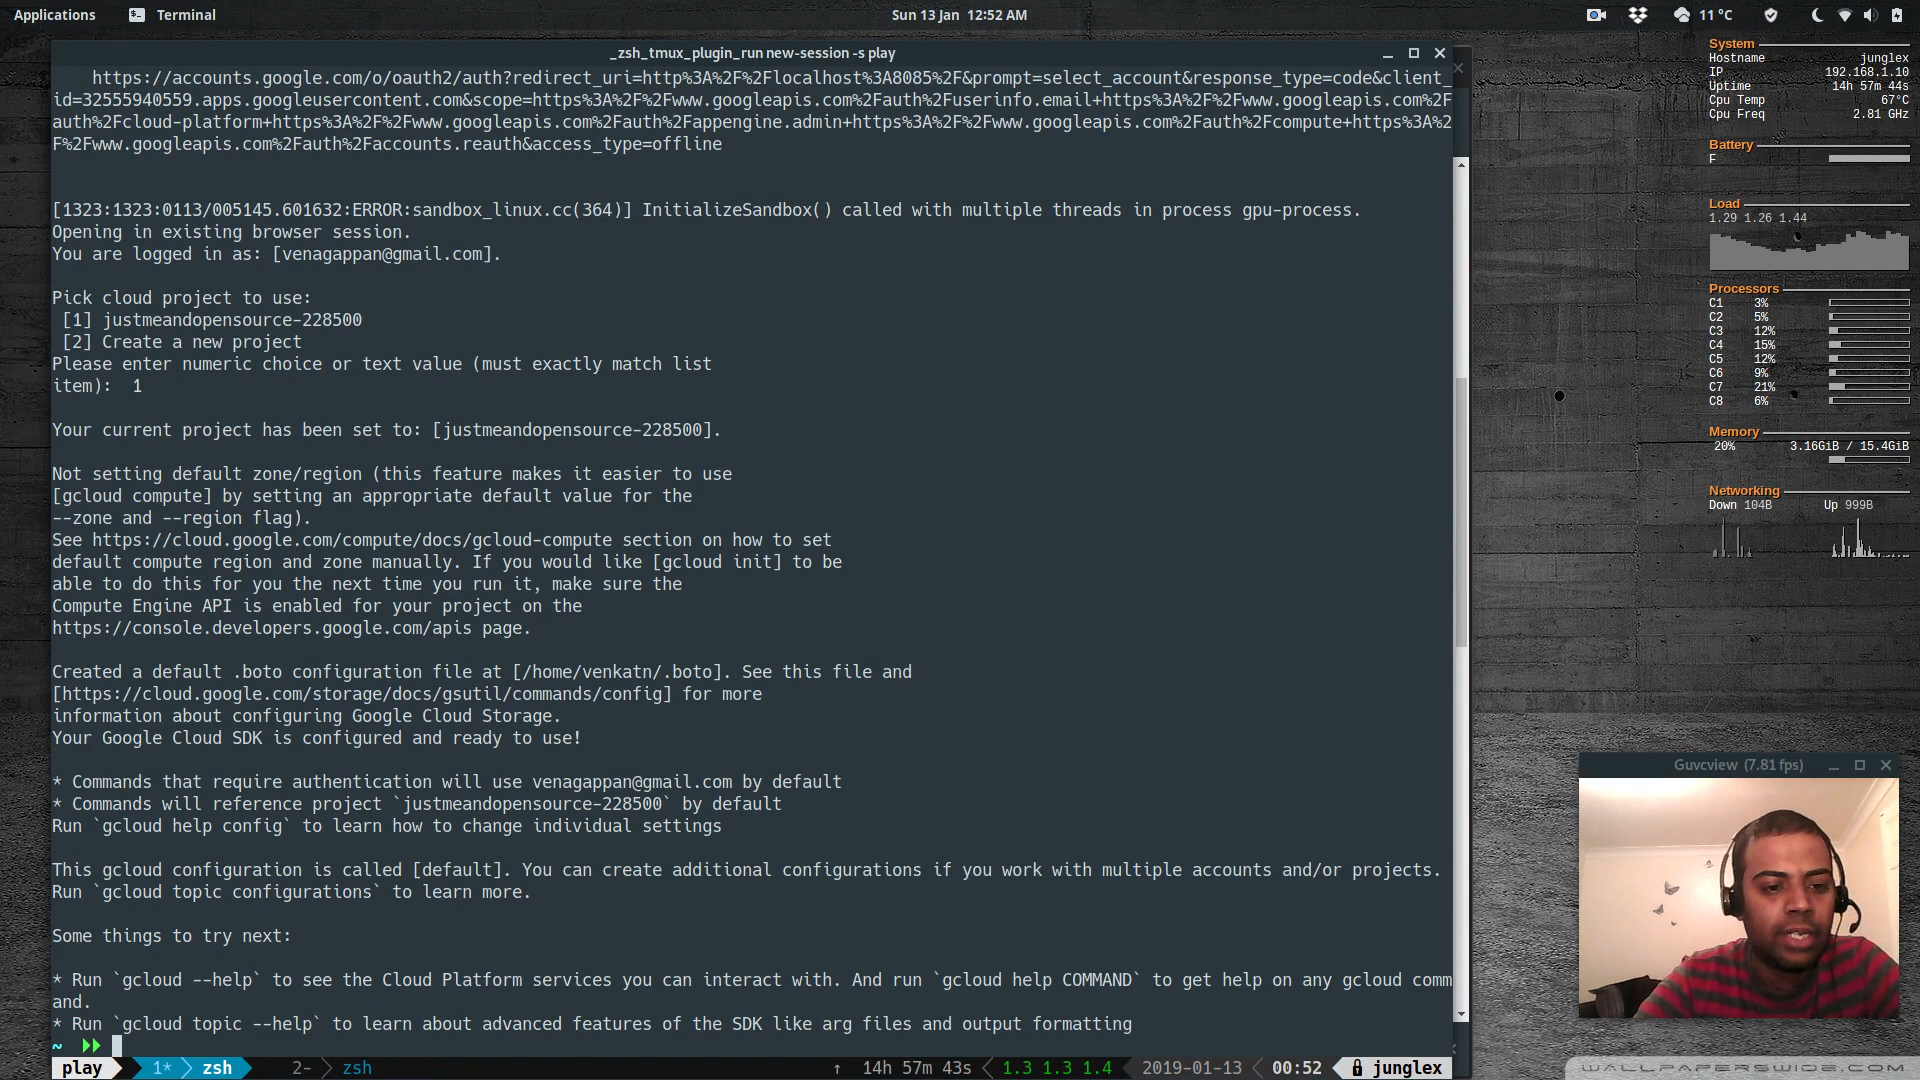 Applications
Terminal
Sun 13 Jan 12:52 AM
11 °C
_zsh_tmux_plugin_run new-session -s play
https://accounts.google.com/o/oauth2/auth?redirect_uri=http%3A%2F%2Flocalhost%3A8085%2F&prompt=select_account&response_type=code&client_
id=32555940559.apps.googleusercontent.com&scope=https%3A%2F%2Fwww.googleapis.com%2Fauth%2Fuserinfo.email+https%3A%2F%2Fwww.googleapis.com%2F
auth%2Fcloud-platform+https%3A%2F%2Fwww.googleapis.com%2Fauth%2Fappengine.admin+https%3A%2F%2Fwww.googleapis.com%2Fauth%2Fcompute+https%3A%2
F%2Fwww.googleapis.com%2Fauth%2Faccounts.reauth&access_type=offline
[1323:1323:0113/005145.601632:ERROR:sandbox_linux.cc(364)] InitializeSandbox() called with multiple threads in process gpu-process.
Opening in existing browser session.
You are logged in as: [venagappan@gmail.com].
Pick cloud project to use:
[1] justmeandopensource-228500
[2] Create a new project
Please enter numeric choice or text value (must exactly match list
item):  1
Your current project has been set to: [justmeandopensource-228500].
Not setting default zone/region (this feature makes it easier to use
[gcloud compute] by setting an appropriate default value for the
--zone and --region flag).
See https://cloud.google.com/compute/docs/gcloud-compute section on how to set
default compute region and zone manually. If you would like [gcloud init] to be
able to do this for you the next time you run it, make sure the
Compute Engine API is enabled for your project on the
https://console.developers.google.com/apis page.
Created a default .boto configuration file at [/home/venkatn/.boto]. See this file and
[https://cloud.google.com/storage/docs/gsutil/commands/config] for more
information about configuring Google Cloud Storage.
Your Google Cloud SDK is configured and ready to use!
* Commands that require authentication will use venagappan@gmail.com by default
* Commands will reference project `justmeandopensource-228500` by default
Run `gcloud help config` to learn how to change individual settings
This gcloud configuration is called [default]. You can create additional configurations if you work with multiple accounts and/or projects.
Run `gcloud topic configurations` to learn more.
Some things to try next:
* Run `gcloud --help` to see the Cloud Platform services you can interact with. And run `gcloud help COMMAND` to get help on any gcloud comm
and.
* Run `gcloud topic --help` to learn about advanced features of the SDK like arg files and output formatting
~
play 1* zsh 2- zsh ↑ 14h 57m 43s 1.3 1.3 1.4 2019-01-13 00:52 junglex
System
Hostname junglex
IP 192.168.1.10
Uptime 14h 57m 44s
Cpu Temp 67°C
Cpu Freq 2.81 GHz
Battery
F
Load
1.29 1.26 1.44
Processors
C1 3%
C2 5%
C3 12%
C4 15%
C5 12%
C6 9%
C7 21%
C8 6%
Memory
20% 3.16GiB / 15.4GiB
Networking
Down 104B Up 999B
Guvcview (7.81 fps)
WALLPAPERSWIDE.COM